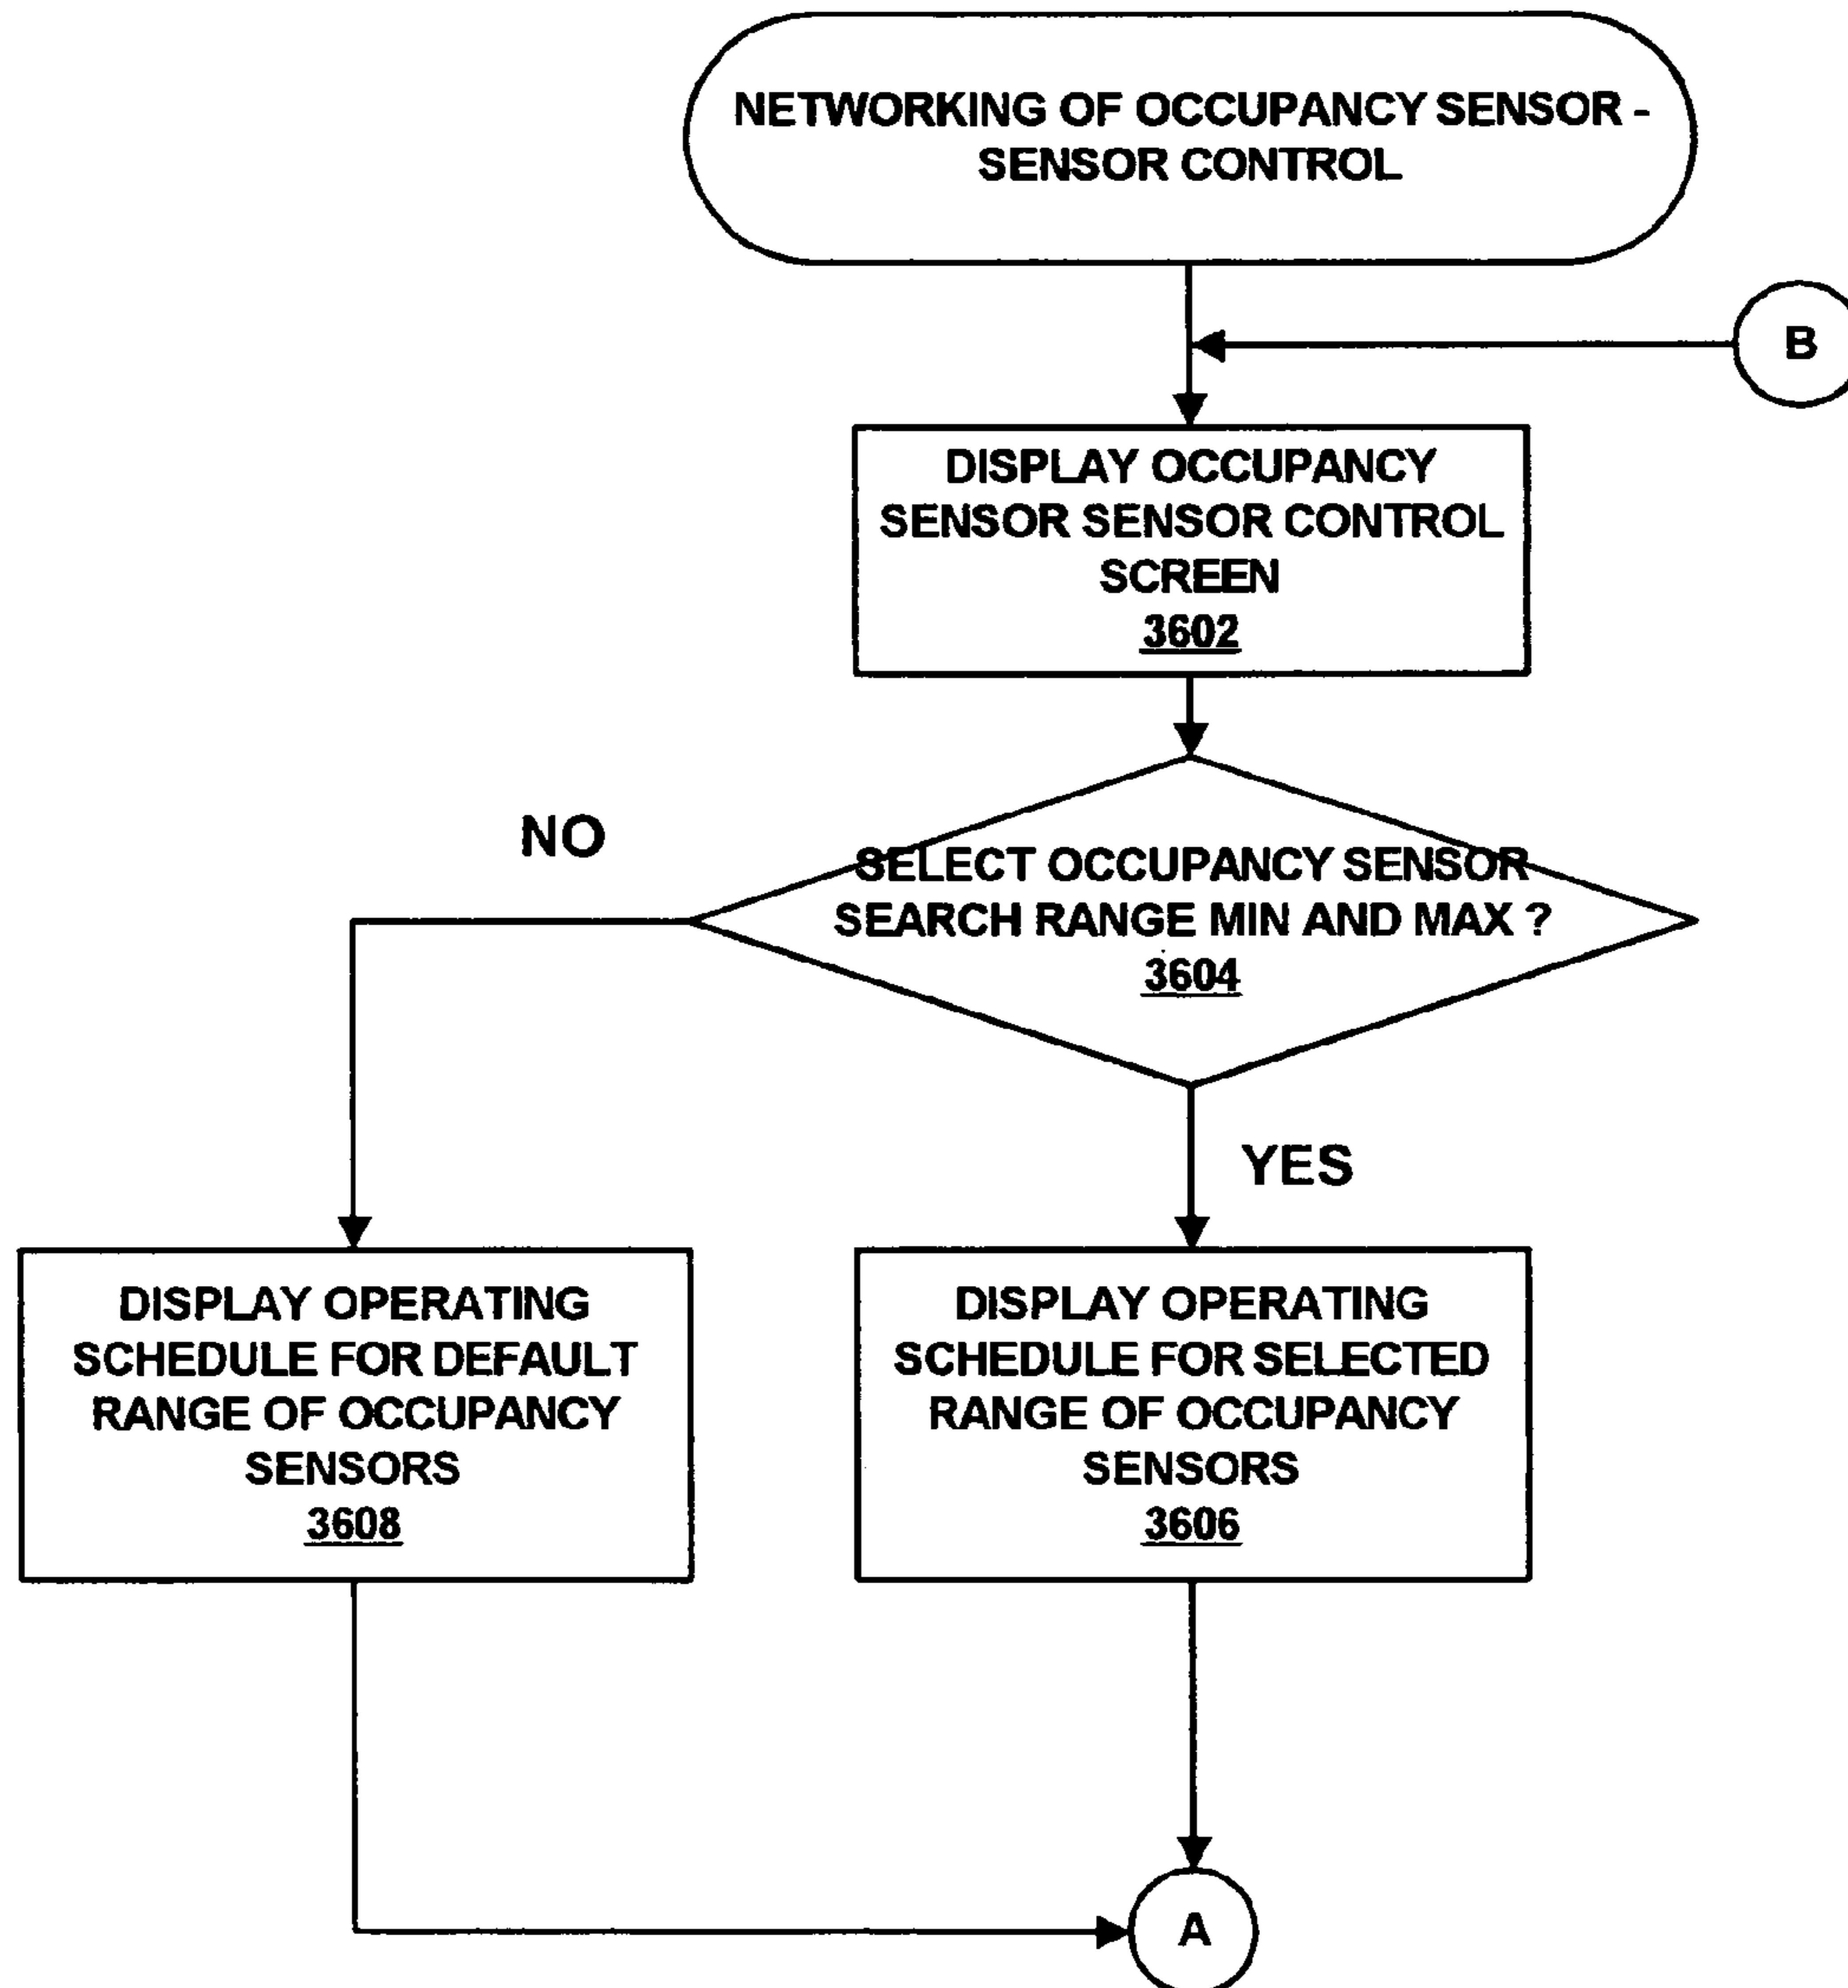 NETWORKING OF OCCUPANCY SENSOR -
SENSOR CONTROL
B
DISPLAY OCCUPANCY
SENSOR SENSOR CONTROL
SCREEN
3602
NO
SELECT OCCUPANCY SENSOR
SEARCH RANGE MIN AND MAX ?
3604
YES
DISPLAY OPERATING
SCHEDULE FOR DEFAULT
RANGE OF OCCUPANCY
SENSORS
3608
DISPLAY OPERATING
SCHEDULE FOR SELECTED
RANGE OF OCCUPANCY
SENSORS
3606
A